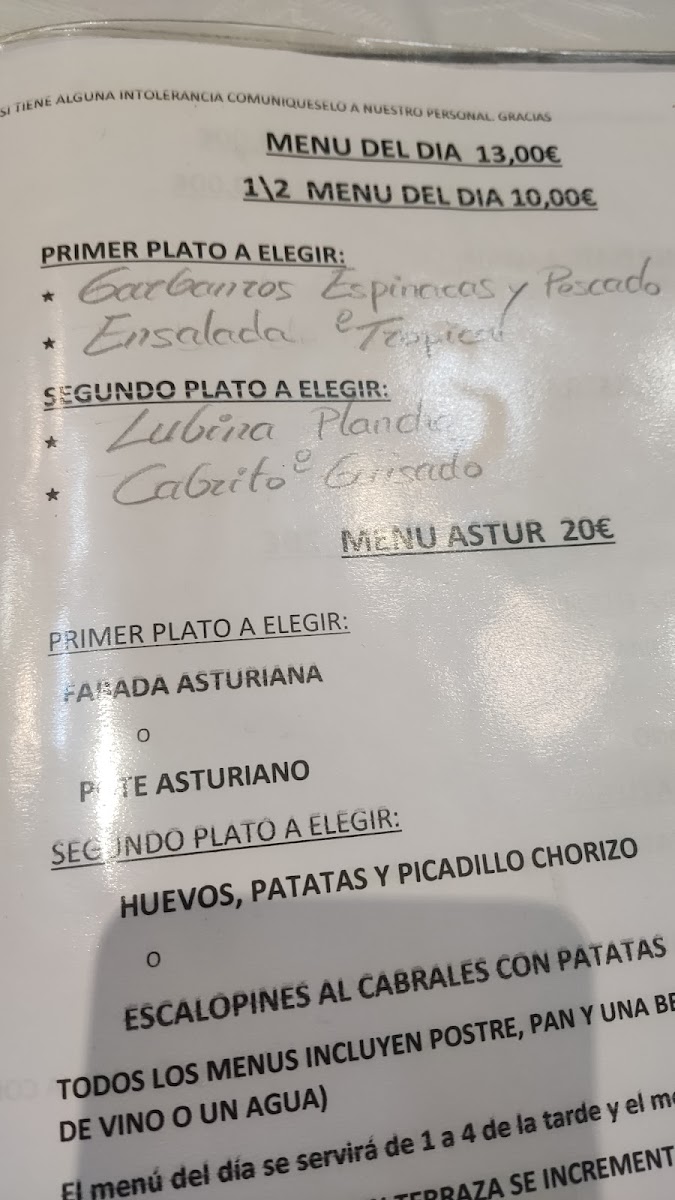 SI TIENE ALGUNA INTOLERANCIA COMUNIQUESELO A NUESTRO PERSONAL. GRACIAS
MENU DEL DIA 13,00€
1\2 MENU DEL DIA 10,00€
PRIMER PLATO A ELEGIR:
★ Garbanzos Espinacas y Pescado
★ Ensalada Tropical
SEGUNDO PLATO A ELEGIR:
★ Lubina Plancha
★ Cabrito Guisado
MENU ASTUR 20€
PRIMER PLATO A ELEGIR:
FABADA ASTURIANA
O
POTE ASTURIANO
SEGUNDO PLATO A ELEGIR:
HUEVOS, PATATAS Y PICADILLO CHORIZO
O
ESCALOPINES AL CABRALES CON PATATAS
TODOS LOS MENUS INCLUYEN POSTRE, PAN Y UNA BE
DE VINO O UN AGUA)
El menú del día se servirá de 1 a 4 de la tarde y el me
TERRAZA SE INCREMENT